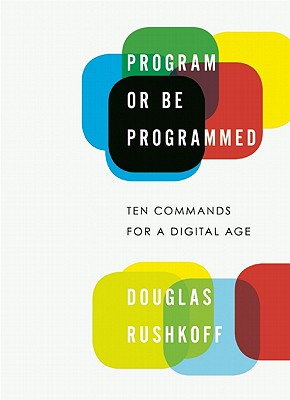 PROGRAM
OR BE
PROGRAMMED
TEN COMMANDS
FOR A DIGITAL AGE
DOUGLAS
RUSHKOFF